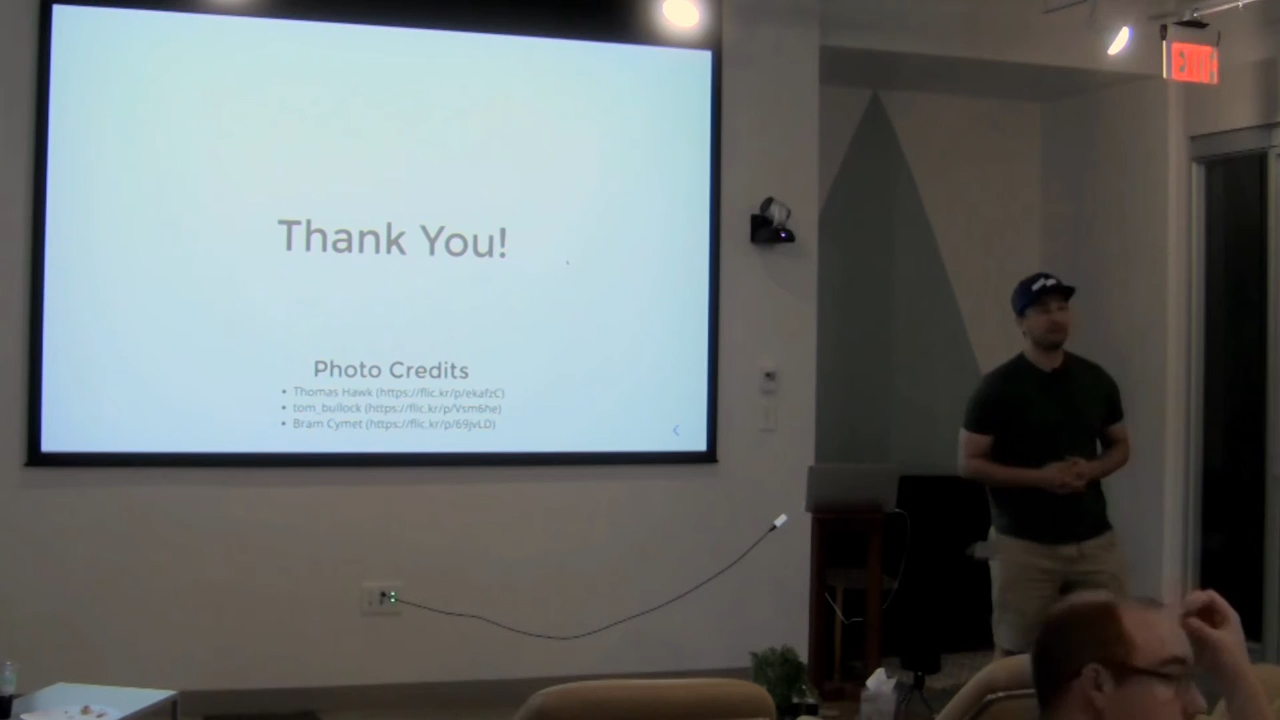 EXIT
Thank You!
Photo Credits
• Thomas Hawk (https://flic.kr/p/ekafzC)
• tom_bullock (https://flic.kr/p/Vsm6he)
• Bram Cymet (https://flic.kr/p/69jvLD)